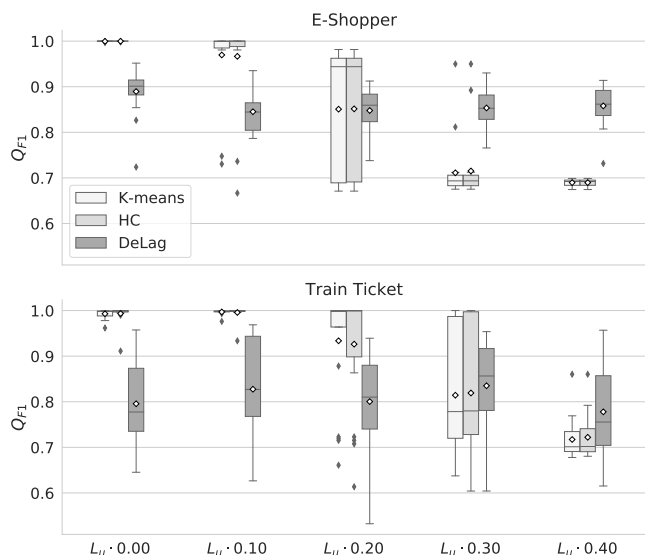 E-Shopper
1.0
0.9
0.8
0.7
0.6
Q_F1
K-means
HC
DeLag
Train Ticket
1.0
0.9
0.8
0.7
0.6
Q_F1
L_u · 0.00 L_u · 0.10 L_u · 0.20 L_u · 0.30 L_u · 0.40